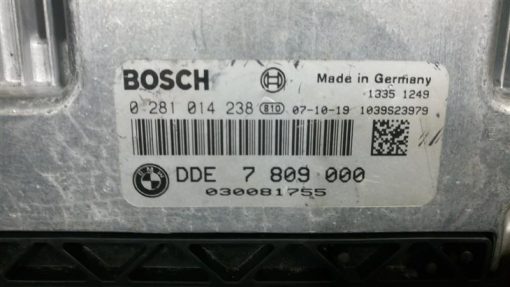 BOSCH Made in Germany
1335 1249
0 281 014 238 810 07-10-19 1039S23979
BMW DDE 7 809 000
030081755